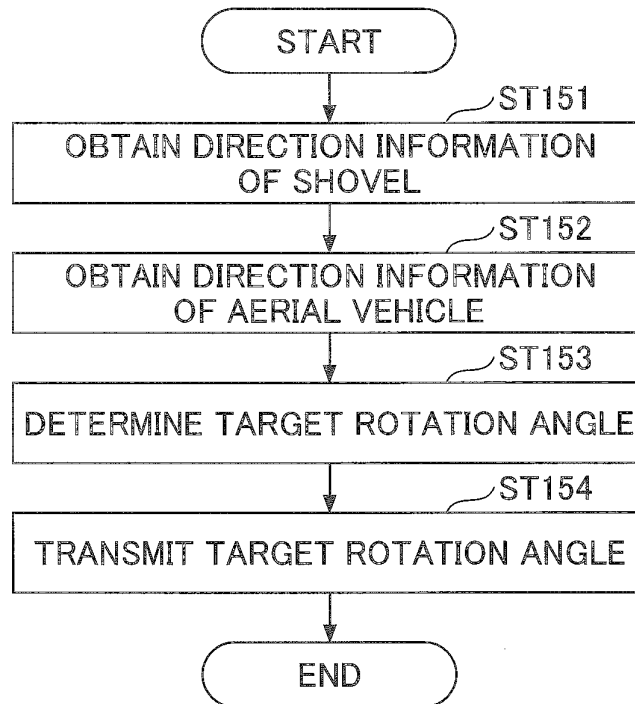 START
ST151
OBTAIN DIRECTION INFORMATION
OF SHOVEL
ST152
OBTAIN DIRECTION INFORMATION
OF AERIAL VEHICLE
ST153
DETERMINE TARGET ROTATION ANGLE
ST154
TRANSMIT TARGET ROTATION ANGLE
END